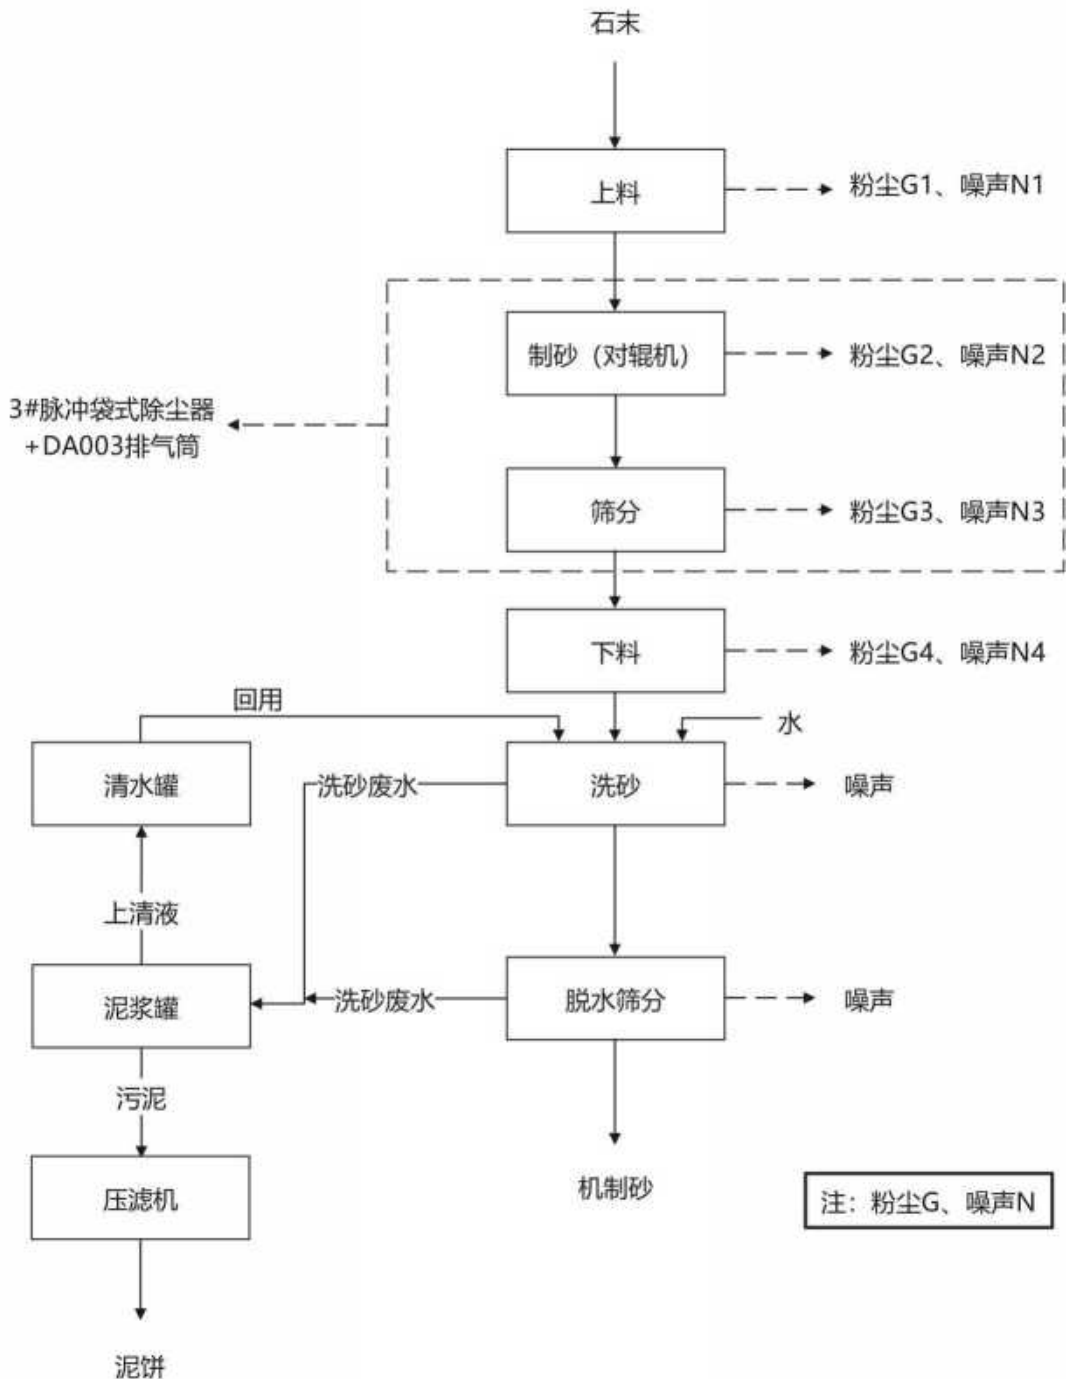 石末
上料
粉尘G1、噪声N1
制砂（对辊机）
粉尘G2、噪声N2
3#脉冲袋式除尘器
+DA003排气筒
筛分
粉尘G3、噪声N3
下料
粉尘G4、噪声N4
回用
水
清水罐
洗砂废水
洗砂
噪声
上清液
泥浆罐
洗砂废水
脱水筛分
噪声
污泥
压滤机
机制砂
注：粉尘G、噪声N
泥饼